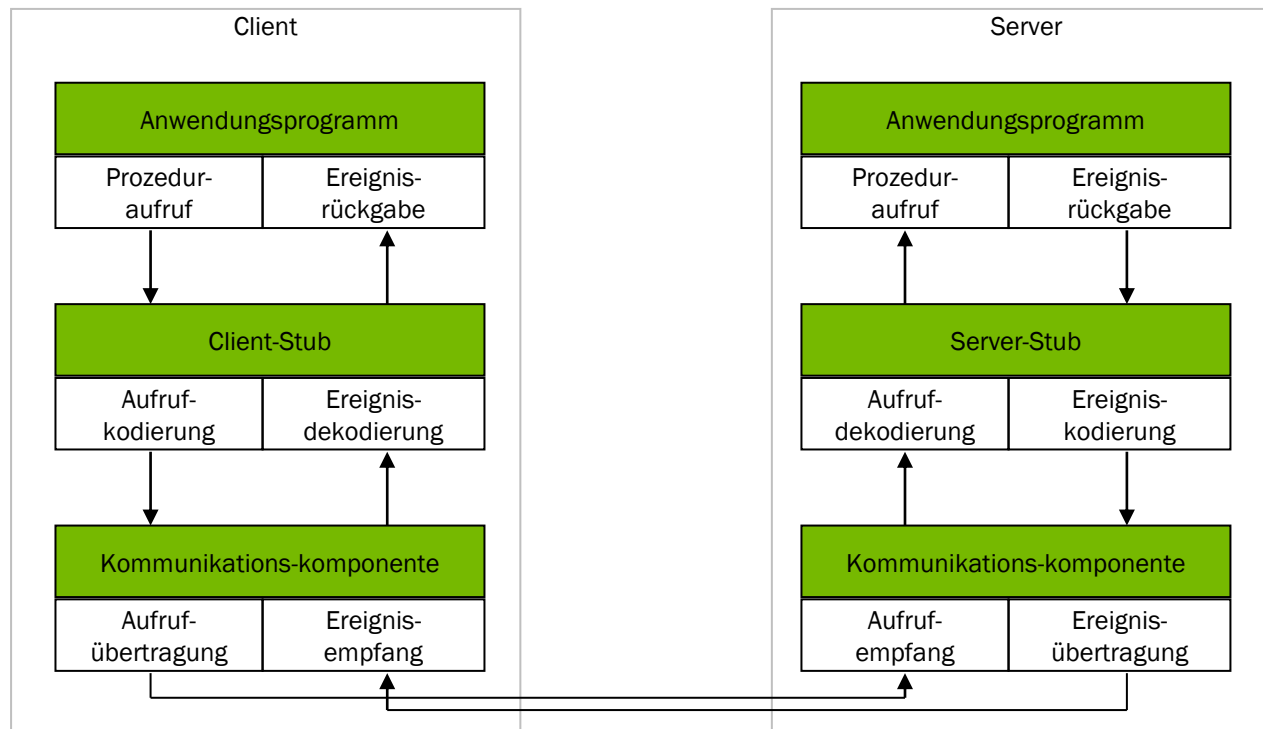 Client
Anwendungsprogramm
Prozedur-
aufruf
Ereignis-
rückgabe
Client-Stub
Aufruf-
kodierung
Ereignis-
dekodierung
Kommunikations-komponente
Aufruf-
übertragung
Ereignis-
empfang
Server
Anwendungsprogramm
Prozedur-
aufruf
Ereignis-
rückgabe
Server-Stub
Aufruf-
dekodierung
Ereignis-
kodierung
Kommunikations-komponente
Aufruf-
empfang
Ereignis-
übertragung